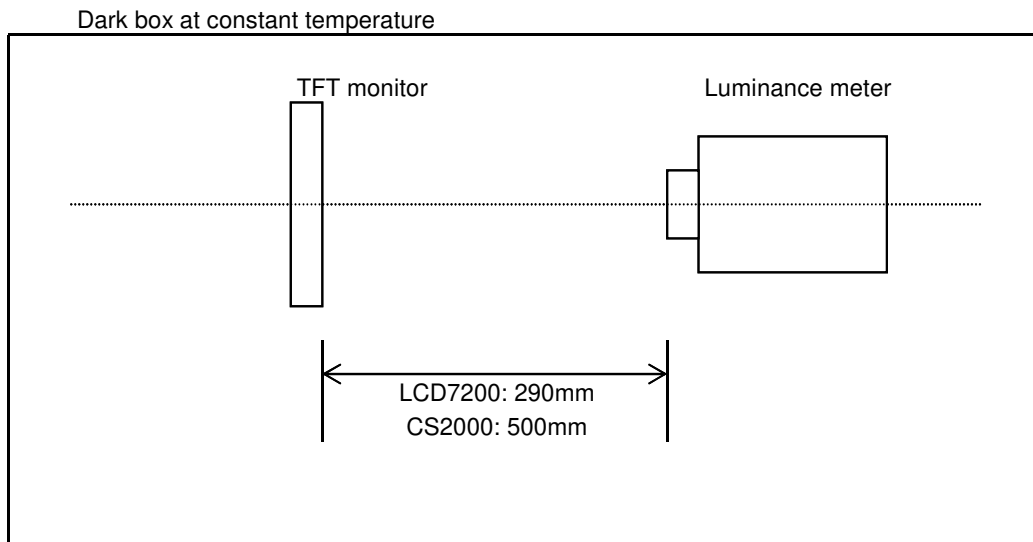 Dark box at constant temperature
TFT monitor
Luminance meter
LCD7200: 290mm
CS2000: 500mm